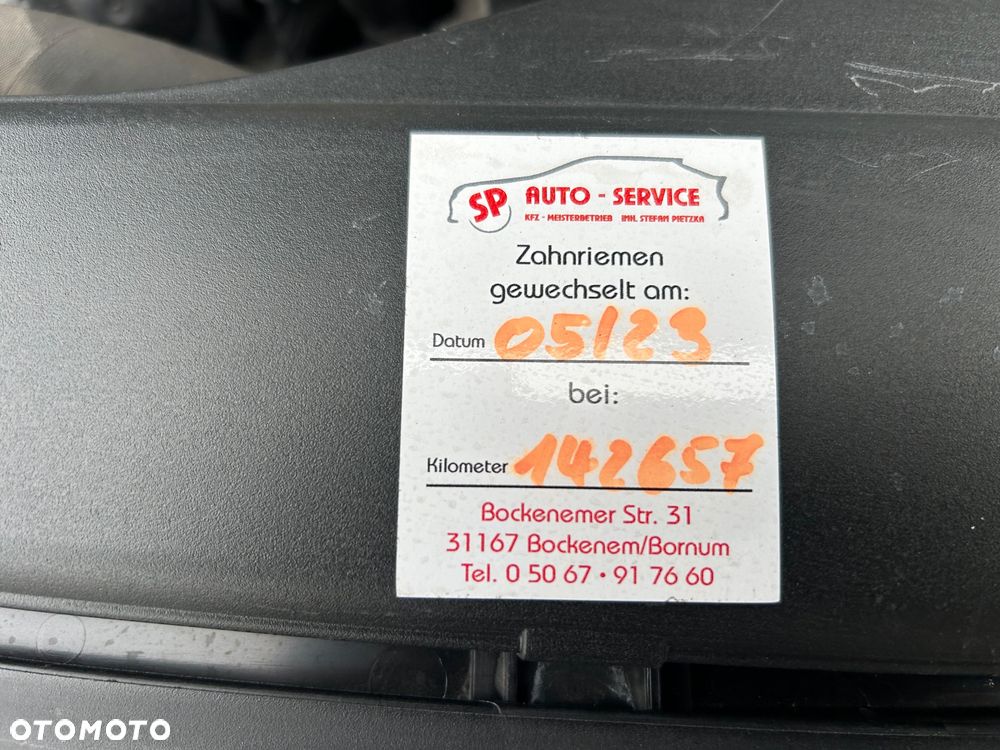 SP AUTO - SERVICE
KFZ - MEISTERBETRIEB INH. STEFAN PIETZKA
Zahnriemen
gewechselt am:
Datum 05/23
bei:
Kilometer 142657
Bockenemer Str. 31
31167 Bockenem/Bornum
Tel. 0 50 67 • 91 76 60
OTOMOTO